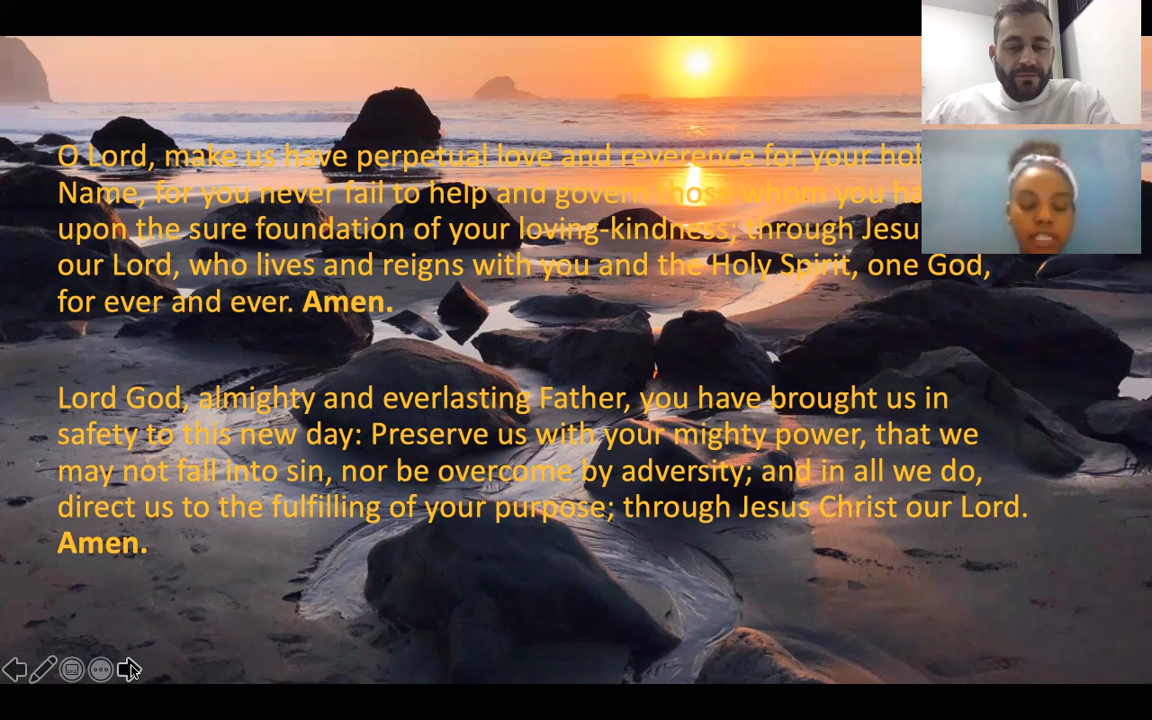 O Lord, make us have perpetual love and reverence for your hol
Name, for you never fail to help and govern those whom you ha
upon the sure foundation of your loving-kindness; through Jesu
our Lord, who lives and reigns with you and the Holy Spirit, one God,
for ever and ever. Amen.
Lord God, almighty and everlasting Father, you have brought us in
safety to this new day: Preserve us with your mighty power, that we
may not fall into sin, nor be overcome by adversity; and in all we do,
direct us to the fulfilling of your purpose; through Jesus Christ our Lord.
Amen.